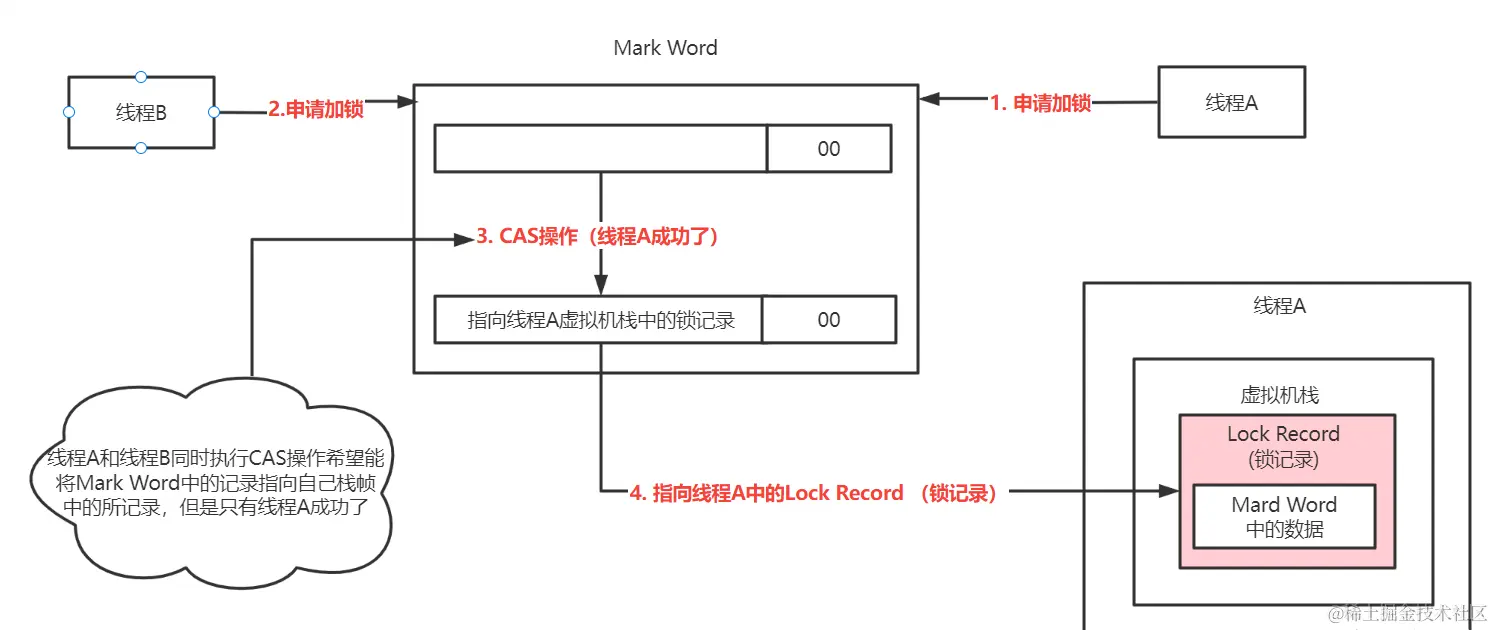 Mark Word
线程B
2.申请加锁
1. 申请加锁
线程A
00
3. CAS操作（线程A成功了）
指向线程A虚拟机栈中的锁记录
00
线程A
虚拟机栈
Lock Record
(锁记录)
Mard Word
中的数据
4. 指向线程A中的Lock Record （锁记录）
线程A和线程B同时执行CAS操作希望能
将Mark Word中的记录指向自己栈帧
中的所记录，但是只有线程A成功了
@稀土掘金技术社区